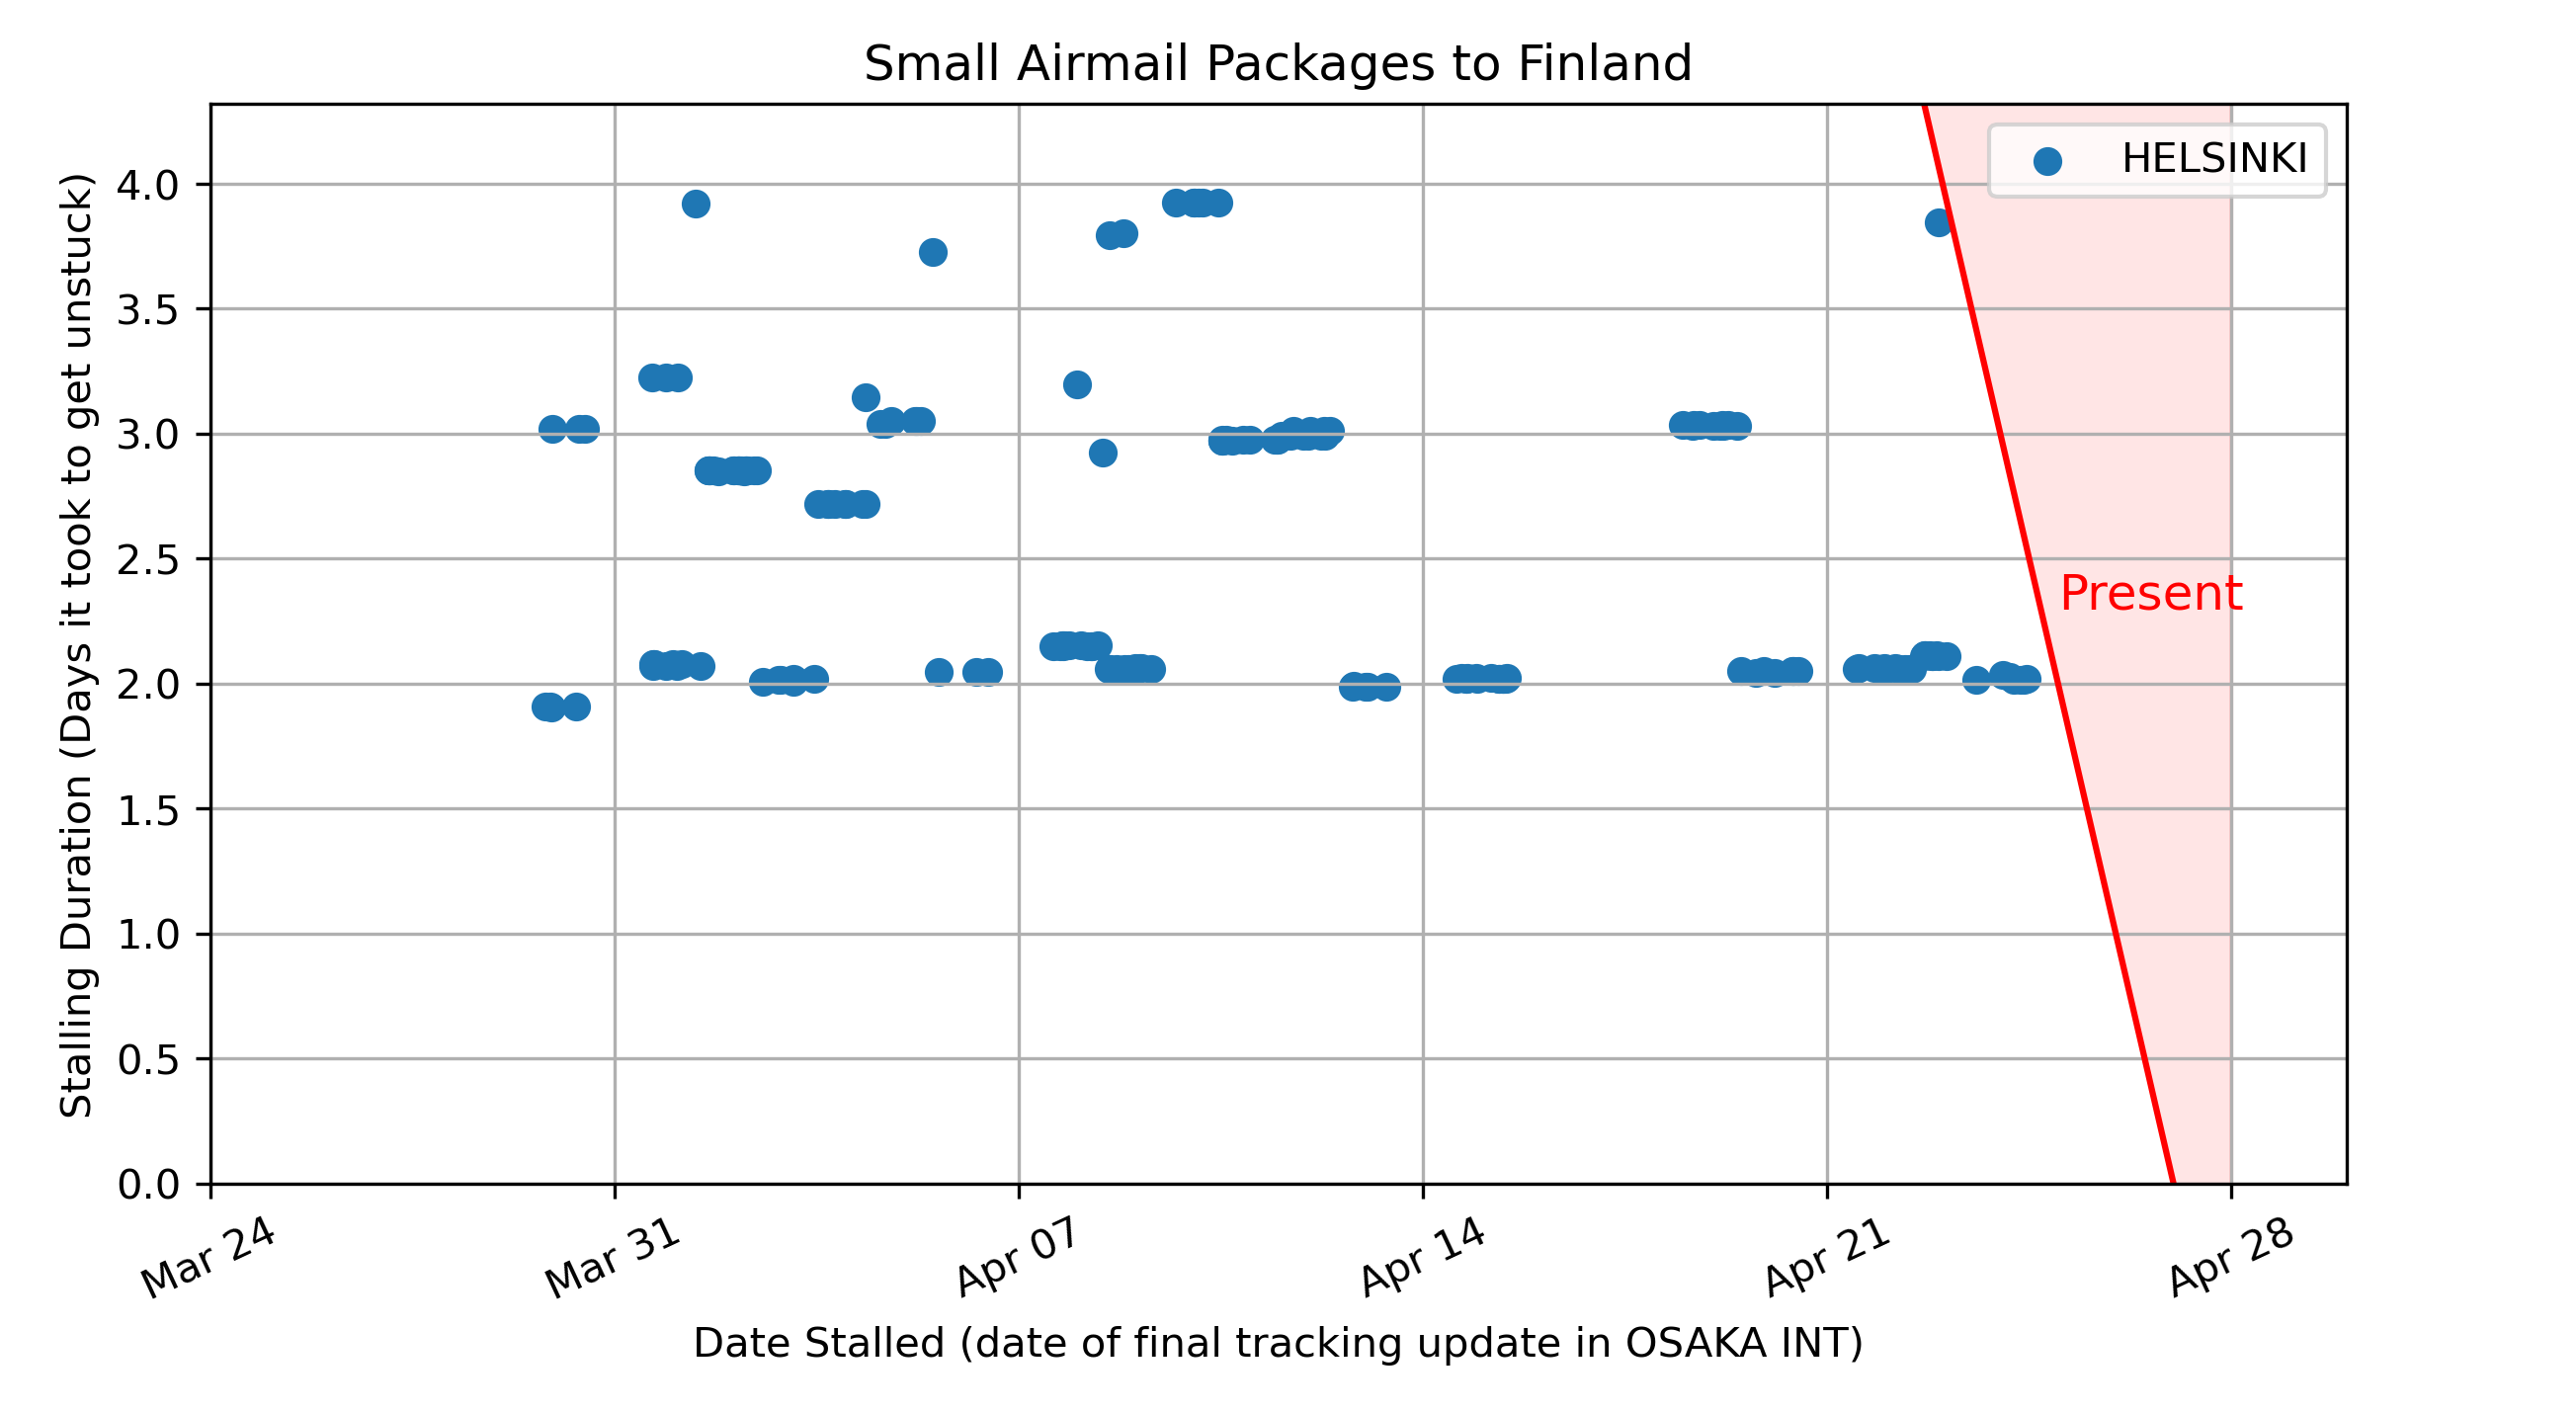 Small Airmail Packages to Finland
HELSINKI
Present
Stalling Duration (Days it took to get unstuck)
4.0
3.5
3.0
2.5
2.0
1.5
1.0
0.5
0.0
Mar 24
Mar 31
Apr 07
Apr 14
Apr 21
Apr 28
Date Stalled (date of final tracking update in OSAKA INT)